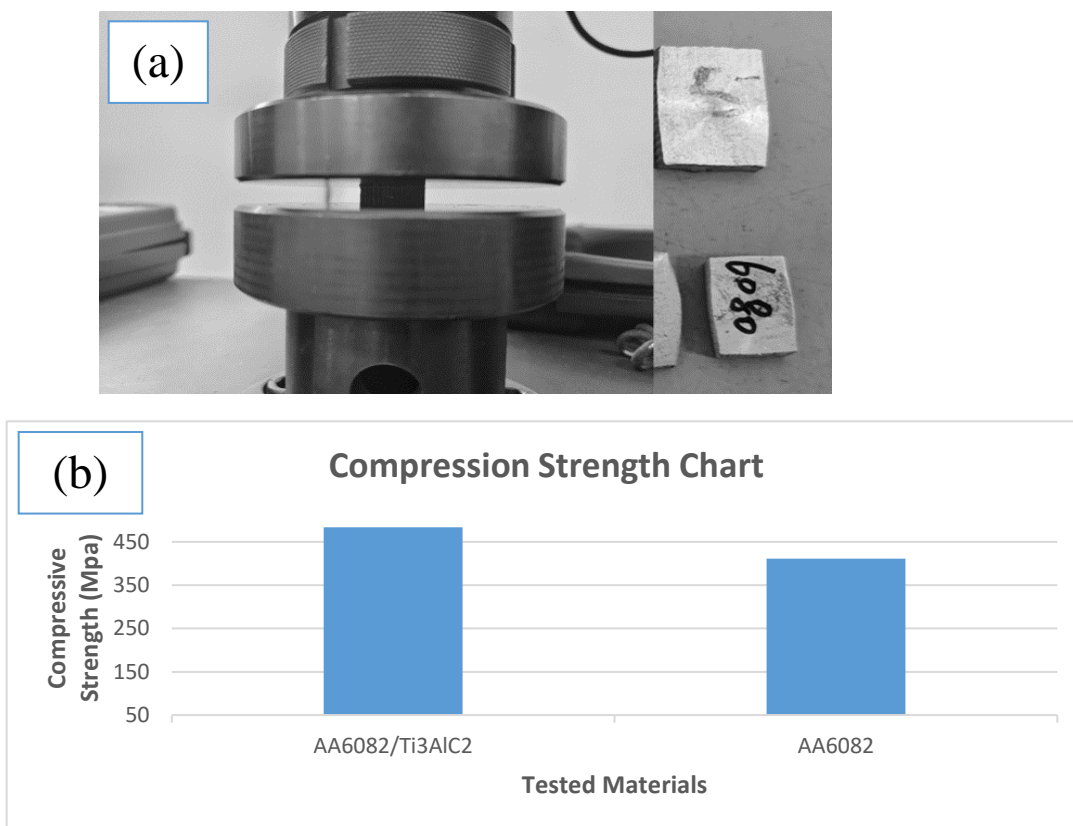 (a)
6080
(b)
Compression Strength Chart
Compressive
Strength (Mpa)
450
350
250
150
50
AA6082/Ti3AlC2
AA6082
Tested Materials